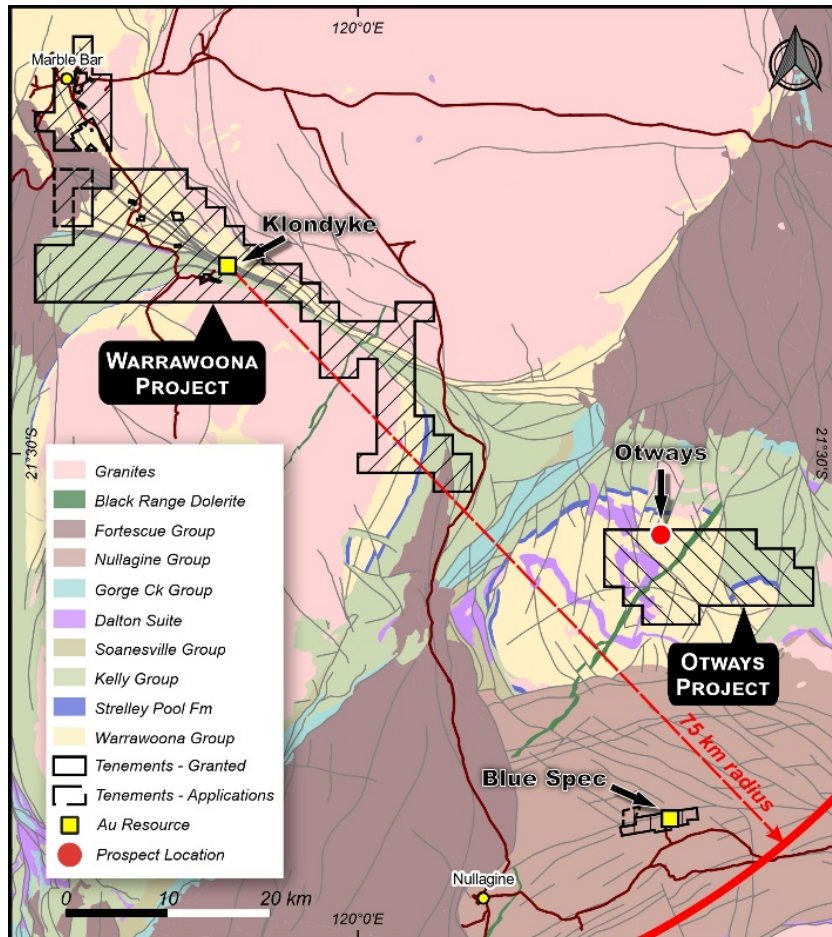 120°0'E
Marble Bar
Klondyke
WARRAWOONA
PROJECT
21°30'S
21°30'S
Otways
OTWAYS
PROJECT
75 km radius
Blue Spec
Nullagine
Granites
Black Range Dolerite
Fortescue Group
Nullagine Group
Gorge Ck Group
Dalton Suite
Soanesville Group
Kelly Group
Strelley Pool Fm
Warrawoona Group
Tenements - Granted
Tenements - Applications
Au Resource
Prospect Location
0 10 20 km
120°0'E